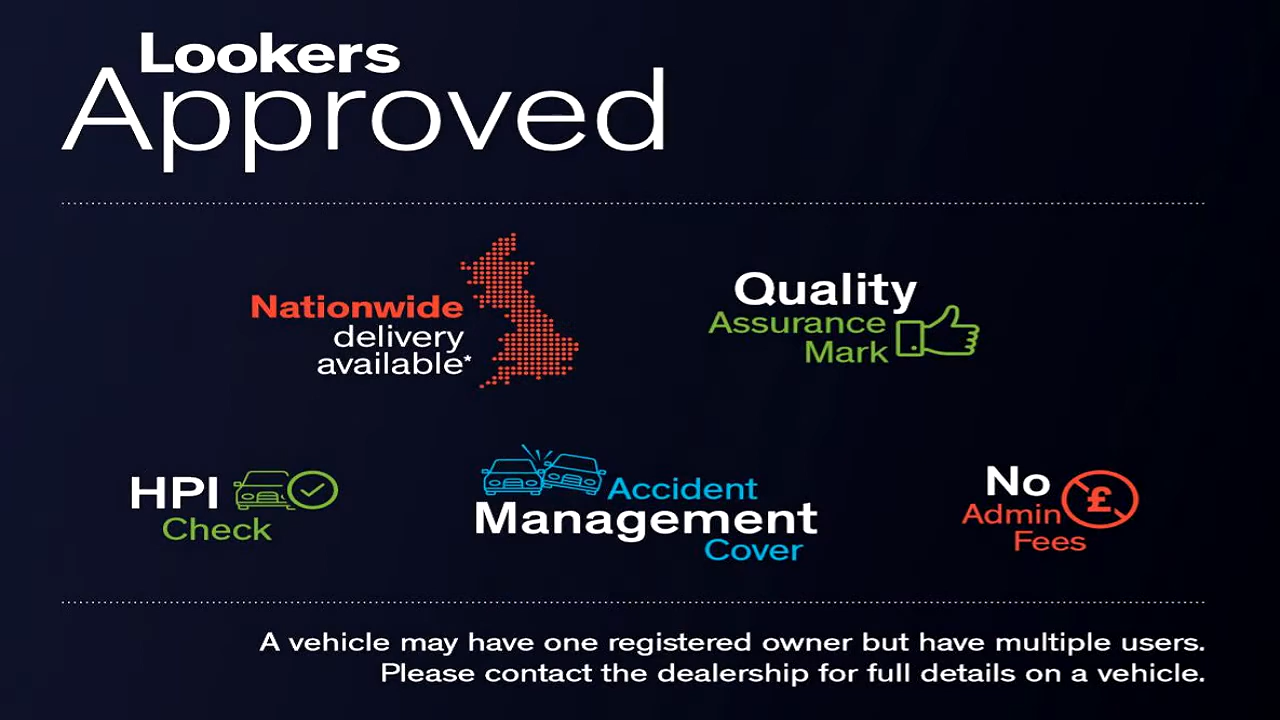 Lookers
Approved
Nationwide
delivery
available*
Quality
Assurance
Mark
HPI
Check
Accident
Management
Cover
No
Admin
£
Fees
A vehicle may have one registered owner but have multiple users.
Please contact the dealership for full details on a vehicle.